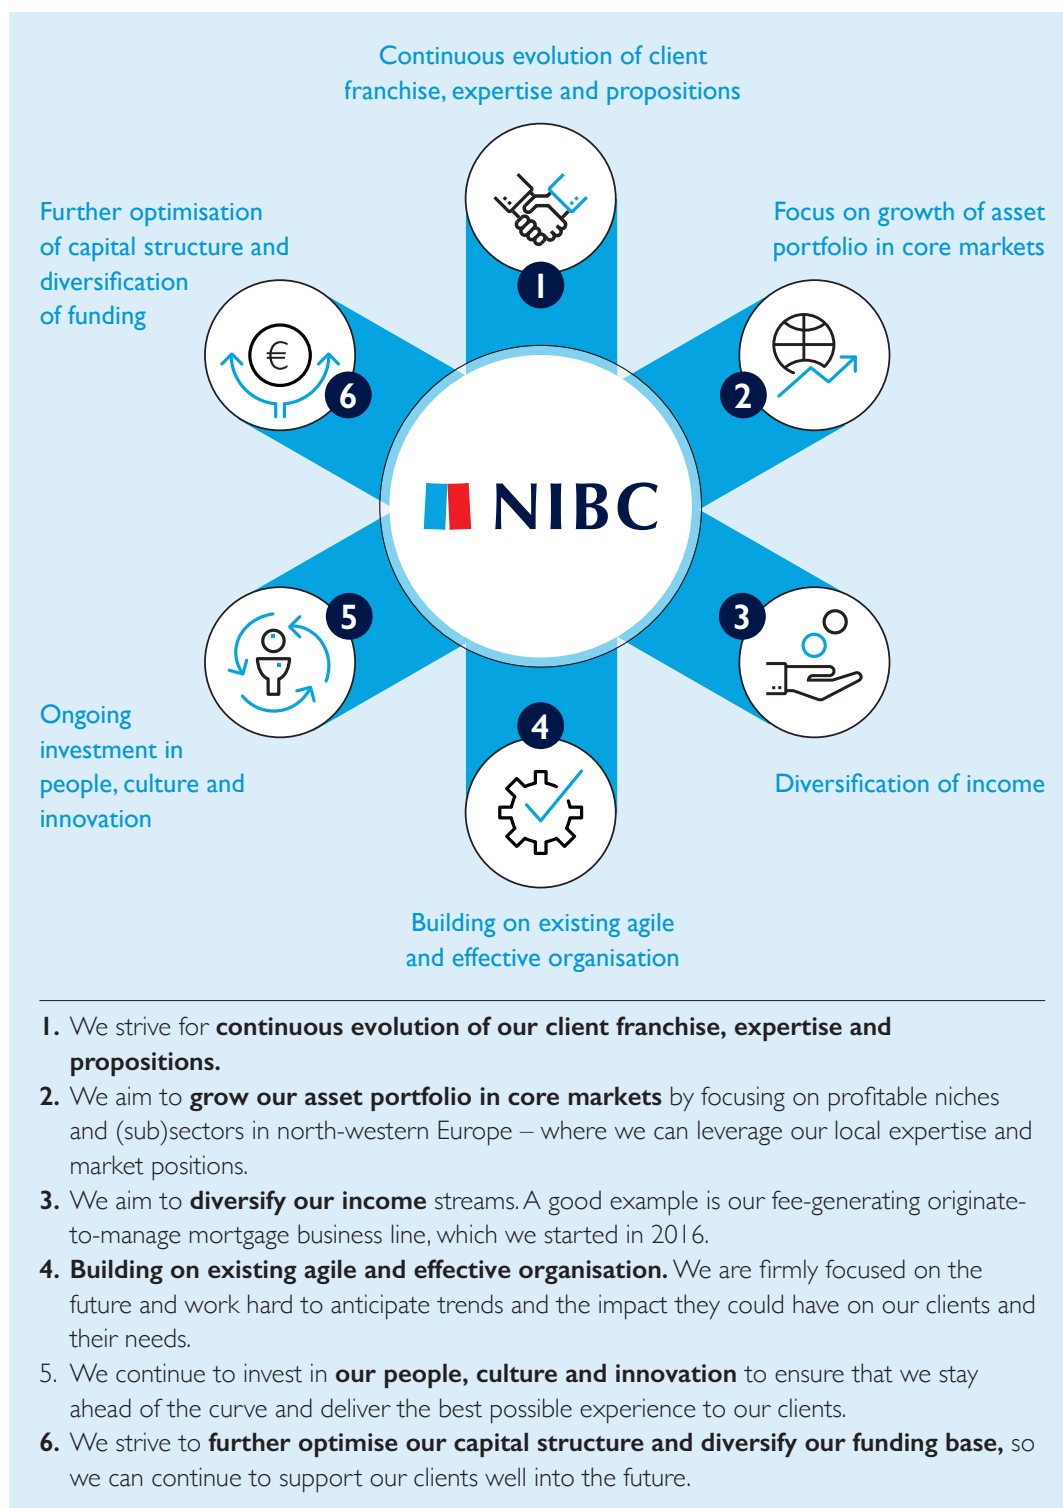 Continuous evolution of client
franchise, expertise and propositions
Further optimisation
of capital structure and
diversification
of funding
Focus on growth of asset
portfolio in core markets
1
€
6
2
NIBC
5
3
4
Ongoing
investment in
people, culture and
innovation
Diversification of income
Building on existing agile
and effective organisation
1. We strive for continuous evolution of our client franchise, expertise and
propositions.
2. We aim to grow our asset portfolio in core markets by focusing on profitable niches
and (sub)sectors in north-western Europe – where we can leverage our local expertise and
market positions.
3. We aim to diversify our income streams. A good example is our fee-generating originate-
to-manage mortgage business line, which we started in 2016.
4. Building on existing agile and effective organisation. We are firmly focused on the
future and work hard to anticipate trends and the impact they could have on our clients and
their needs.
5. We continue to invest in our people, culture and innovation to ensure that we stay
ahead of the curve and deliver the best possible experience to our clients.
6. We strive to further optimise our capital structure and diversify our funding base, so
we can continue to support our clients well into the future.